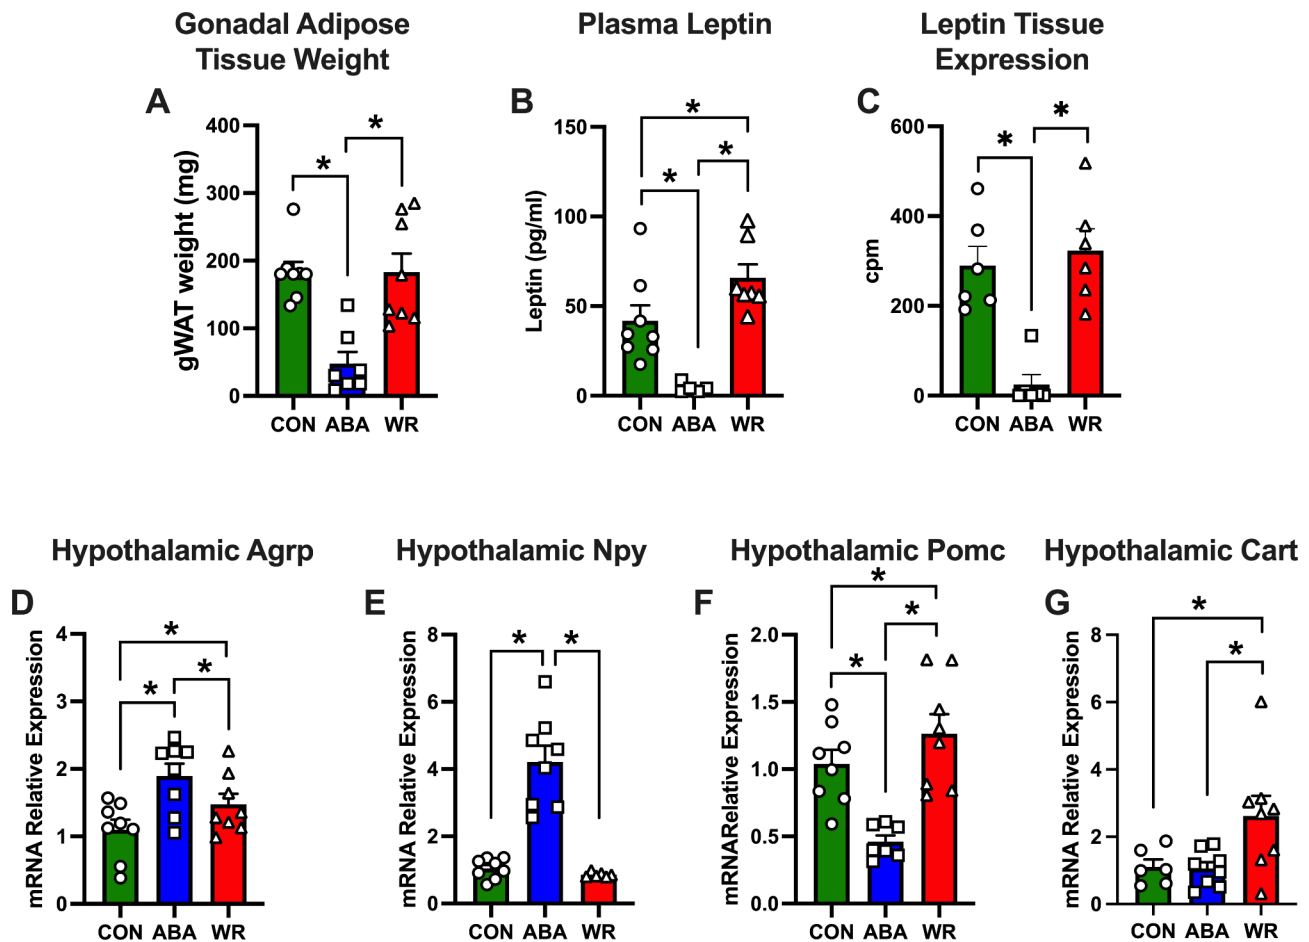 Gonadal Adipose
Tissue Weight
Plasma Leptin
Leptin Tissue
Expression
A
gWAT weight (mg)
400
300
200
100
0
*
*
CON ABA WR
B
Leptin (pg/ml)
150
100
50
0
*
*
*
CON ABA WR
C
cpm
600
400
200
0
*
*
CON ABA WR
Hypothalamic Agrp
Hypothalamic Npy
Hypothalamic Pomc
Hypothalamic Cart
D
mRNA Relative Expression
4
3
2
1
0
*
*
*
CON ABA WR
E
mRNA Relative Expression
8
6
4
2
0
*
*
CON ABA WR
F
mRNARelative Expression
2.0
1.5
1.0
0.5
0.0
*
*
*
CON ABA WR
G
mRNA Relative Expression
8
6
4
2
0
*
*
CON ABA WR